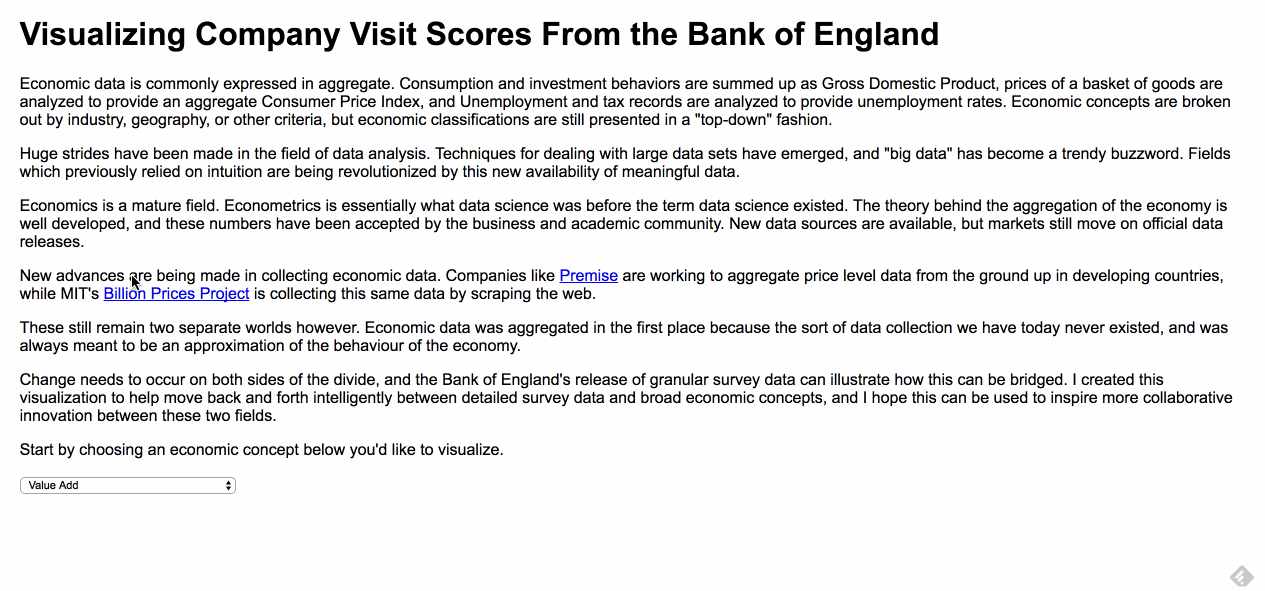 Visualizing Company Visit Scores From the Bank of England
Economic data is commonly expressed in aggregate. Consumption and investment behaviors are summed up as Gross Domestic Product, prices of a basket of goods are
analyzed to provide an aggregate Consumer Price Index, and Unemployment and tax records are analyzed to provide unemployment rates. Economic concepts are broken
out by industry, geography, or other criteria, but economic classifications are still presented in a "top-down" fashion.
Huge strides have been made in the field of data analysis. Techniques for dealing with large data sets have emerged, and "big data" has become a trendy buzzword. Fields
which previously relied on intuition are being revolutionized by this new availability of meaningful data.
Economics is a mature field. Econometrics is essentially what data science was before the term data science existed. The theory behind the aggregation of the economy is
well developed, and these numbers have been accepted by the business and academic community. New data sources are available, but markets still move on official data
releases.
New advances are being made in collecting economic data. Companies like Premise are working to aggregate price level data from the ground up in developing countries,
while MIT's Billion Prices Project is collecting this same data by scraping the web.
These still remain two separate worlds however. Economic data was aggregated in the first place because the sort of data collection we have today never existed, and was
always meant to be an approximation of the behaviour of the economy.
Change needs to occur on both sides of the divide, and the Bank of England's release of granular survey data can illustrate how this can be bridged. I created this
visualization to help move back and forth intelligently between detailed survey data and broad economic concepts, and I hope this can be used to inspire more collaborative
innovation between these two fields.
Start by choosing an economic concept below you'd like to visualize.
Value Add